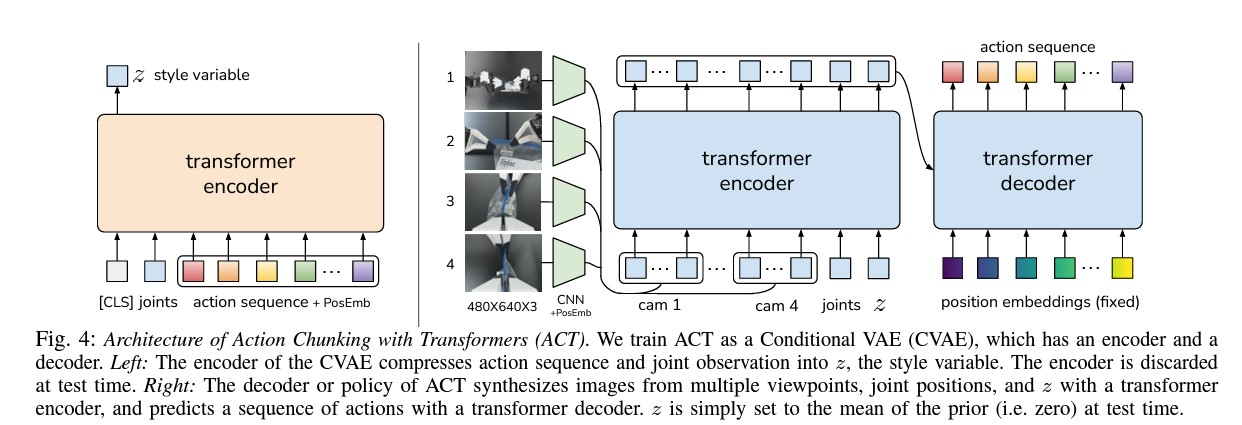 z style variable
transformer
encoder
[CLS] joints action sequence + PosEmb
1
2
3
4
480X640X3
CNN
+PosEmb
transformer
encoder
cam 1
cam 4
joints
z
action sequence
transformer
decoder
position embeddings (fixed)
Fig. 4: Architecture of Action Chunking with Transformers (ACT). We train ACT as a Conditional VAE (CVAE), which has an encoder and a
decoder. Left: The encoder of the CVAE compresses action sequence and joint observation into z, the style variable. The encoder is discarded
at test time. Right: The decoder or policy of ACT synthesizes images from multiple viewpoints, joint positions, and z with a transformer
encoder, and predicts a sequence of actions with a transformer decoder. z is simply set to the mean of the prior (i.e. zero) at test time.